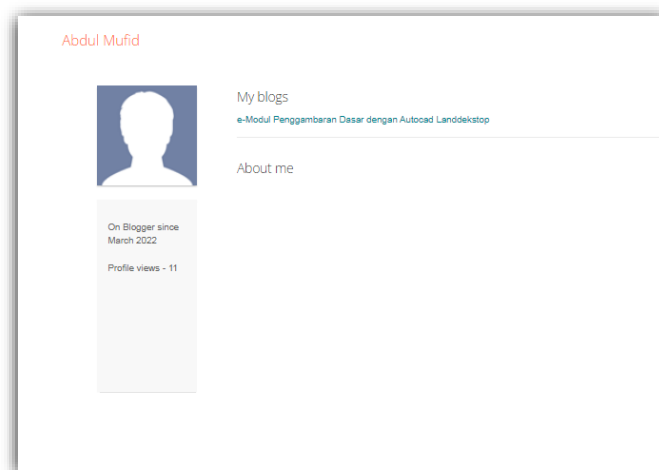 Abdul Mufid
My blogs
e-Modul Penggambaran Dasar dengan Autocad Landdekstop
About me
On Blogger since
March 2022
Profile views - 11